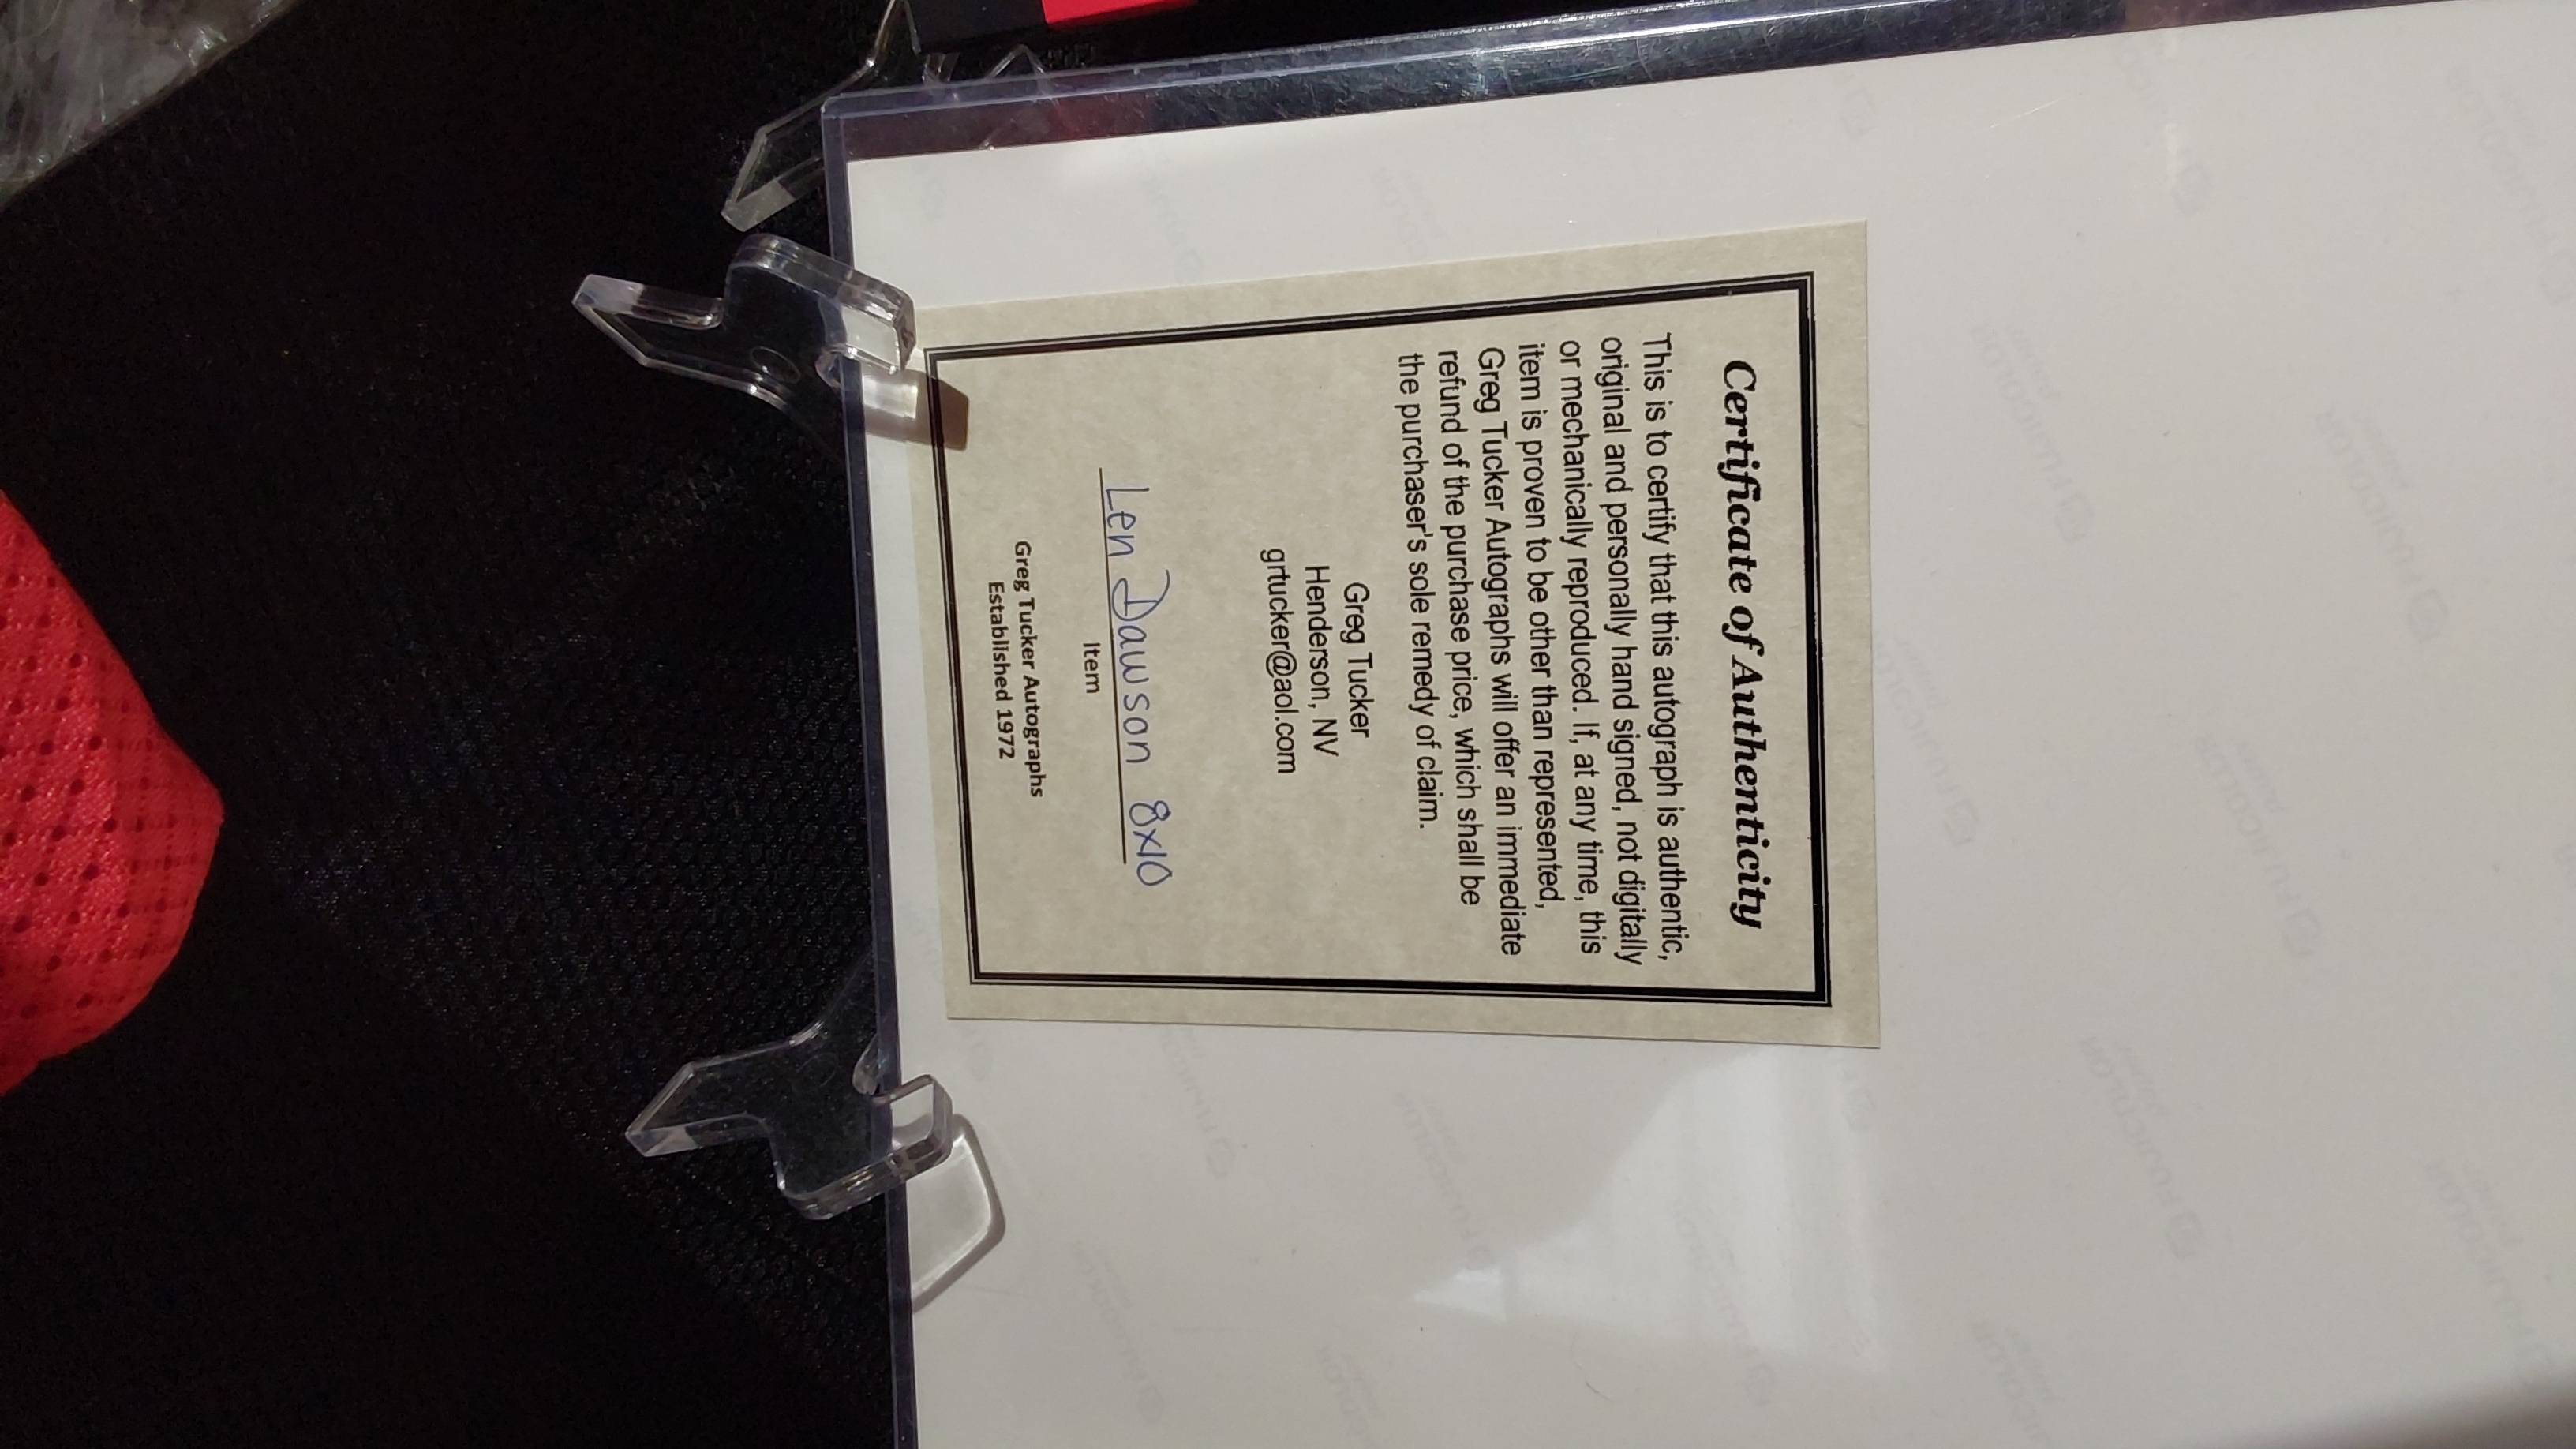 Certificate of Authenticity
This is to certify that this autograph is authentic,
original and personally hand signed, not digitally
or mechanically reproduced. If, at any time, this
item is proven to be other than represented,
Greg Tucker Autographs will offer an immediate
refund of the purchase price, which shall be
the purchaser's sole remedy of claim.
Greg Tucker
Henderson, NV
grtucker@aol.com
Len Dawson 8x10
Item
Greg Tucker Autographs
Established 1972